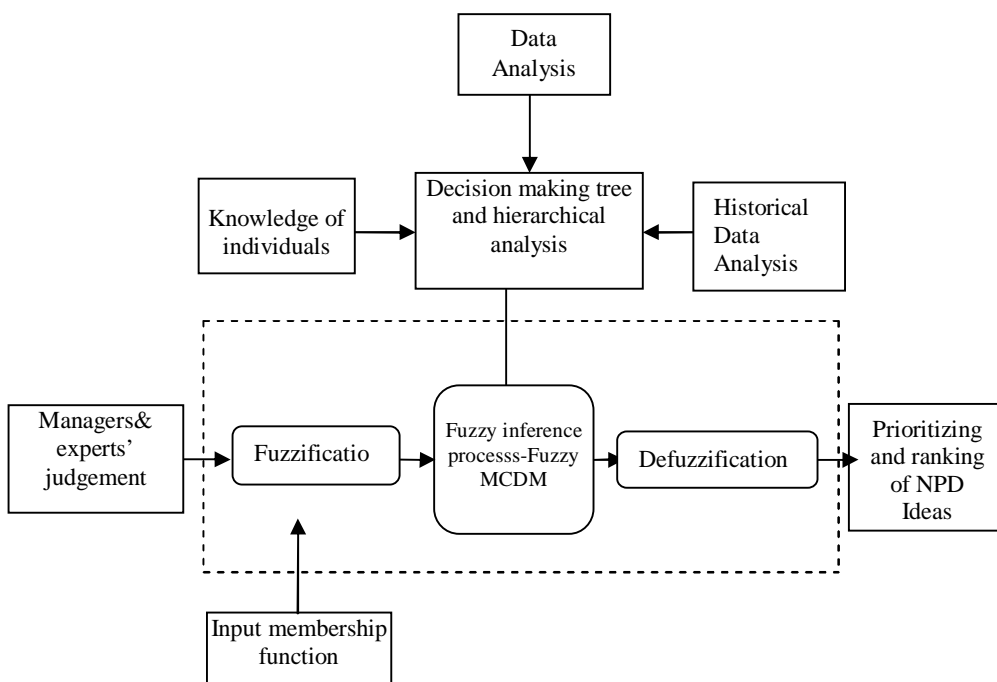 Data
Analysis
Decision making tree
and hierarchical
analysis
Knowledge of
individuals
Historical
Data
Analysis
Managers&
experts’
judgement
Fuzzificatio
Fuzzy inference
processs-Fuzzy
MCDM
Defuzzification
Prioritizing
and ranking
of NPD
Ideas
Input membership
function